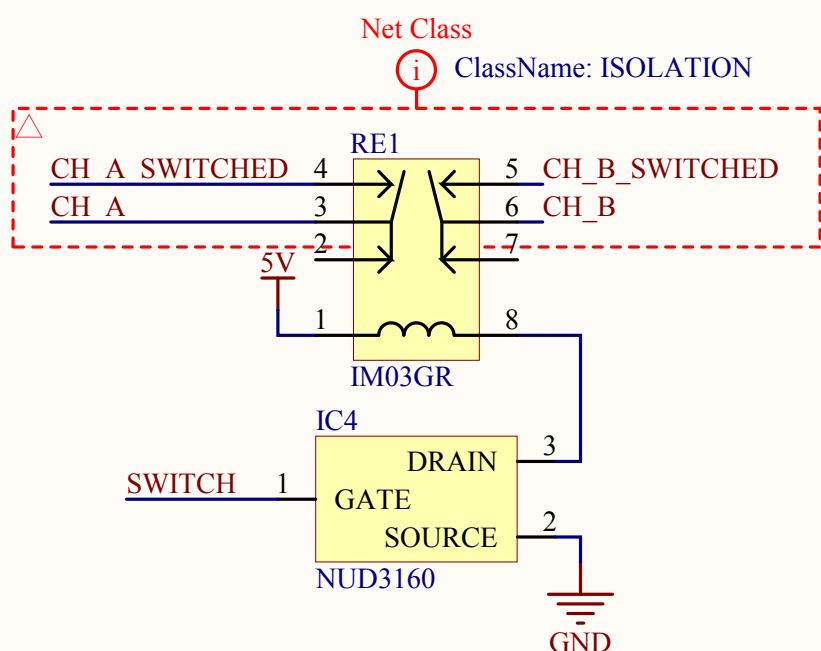 Net Class
i ClassName: ISOLATION
RE1
CH_A_SWITCHED 4 5 CH_B_SWITCHED
CH_A 3 6 CH_B
2 7
5V
1 8
IM03GR
IC4
DRAIN 3
SWITCH 1 GATE
SOURCE 2
NUD3160
GND